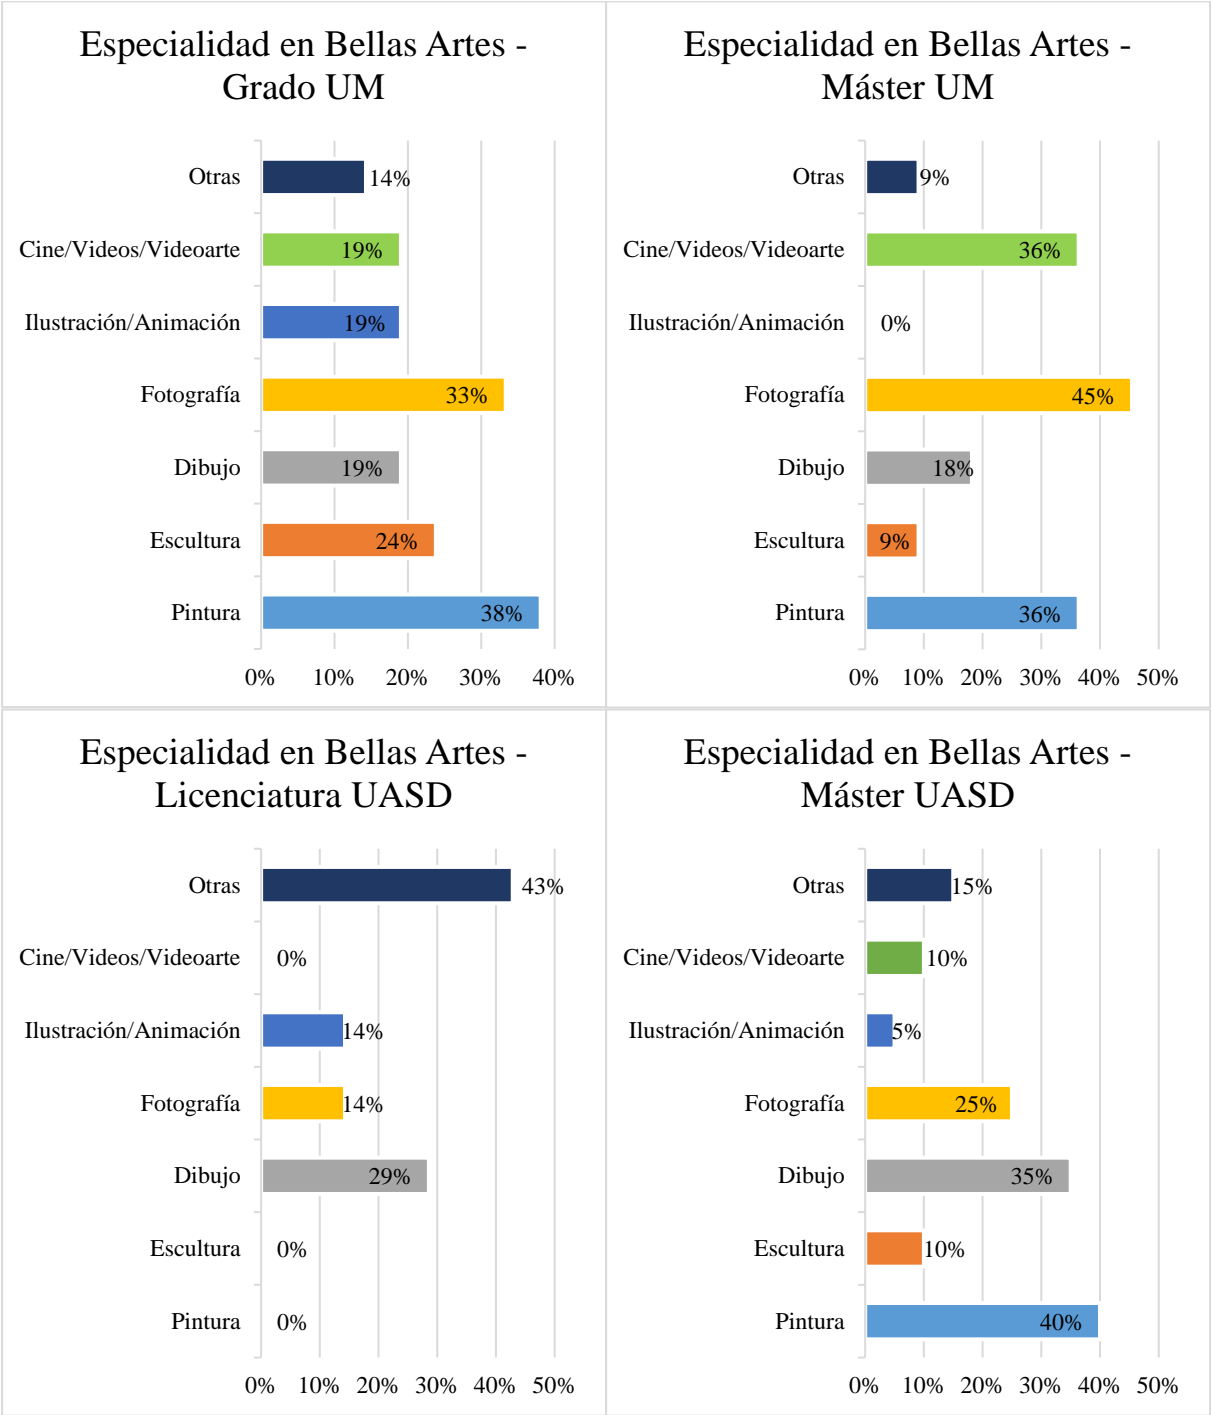 Especialidad en Bellas Artes -
Grado UM
Otras
14%
Cine/Videos/Videoarte
19%
Ilustración/Animación
19%
Fotografía
33%
Dibujo
19%
Escultura
24%
Pintura
38%
0% 10% 20% 30% 40%
Especialidad en Bellas Artes -
Máster UM
Otras
9%
Cine/Videos/Videoarte
36%
Ilustración/Animación
0%
Fotografía
45%
Dibujo
18%
Escultura
9%
Pintura
36%
0% 10% 20% 30% 40% 50%
Especialidad en Bellas Artes -
Licenciatura UASD
Otras
43%
Cine/Videos/Videoarte
0%
Ilustración/Animación
14%
Fotografía
14%
Dibujo
29%
Escultura
0%
Pintura
0%
0% 10% 20% 30% 40% 50%
Especialidad en Bellas Artes -
Máster UASD
Otras
15%
Cine/Videos/Videoarte
10%
Ilustración/Animación
5%
Fotografía
25%
Dibujo
35%
Escultura
10%
Pintura
40%
0% 10% 20% 30% 40% 50%